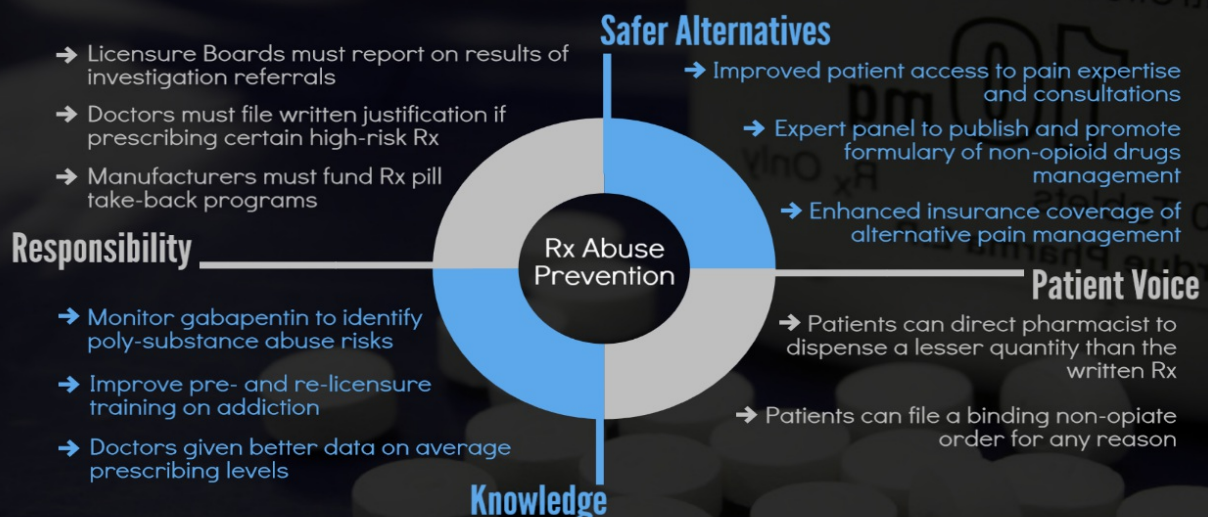 Safer Alternatives
→ Improved patient access to pain expertise
and consultations
→ Expert panel to publish and promote
formulary of non-opioid drugs
management
→ Enhanced insurance coverage of
alternative pain management
→ Licensure Boards must report on results of
investigation referrals
→ Doctors must file written justification if
prescribing certain high-risk Rx
→ Manufacturers must fund Rx pill
take-back programs
Responsibility
Rx Abuse
Prevention
Patient Voice
→ Patients can direct pharmacist to
dispense a lesser quantity than the
written Rx
→ Patients can file a binding non-opiate
order for any reason
→ Monitor gabapentin to identify
poly-substance abuse risks
→ Improve pre- and re-licensure
training on addiction
→ Doctors given better data on average
prescribing levels
Knowledge
10
mg
Rx Only